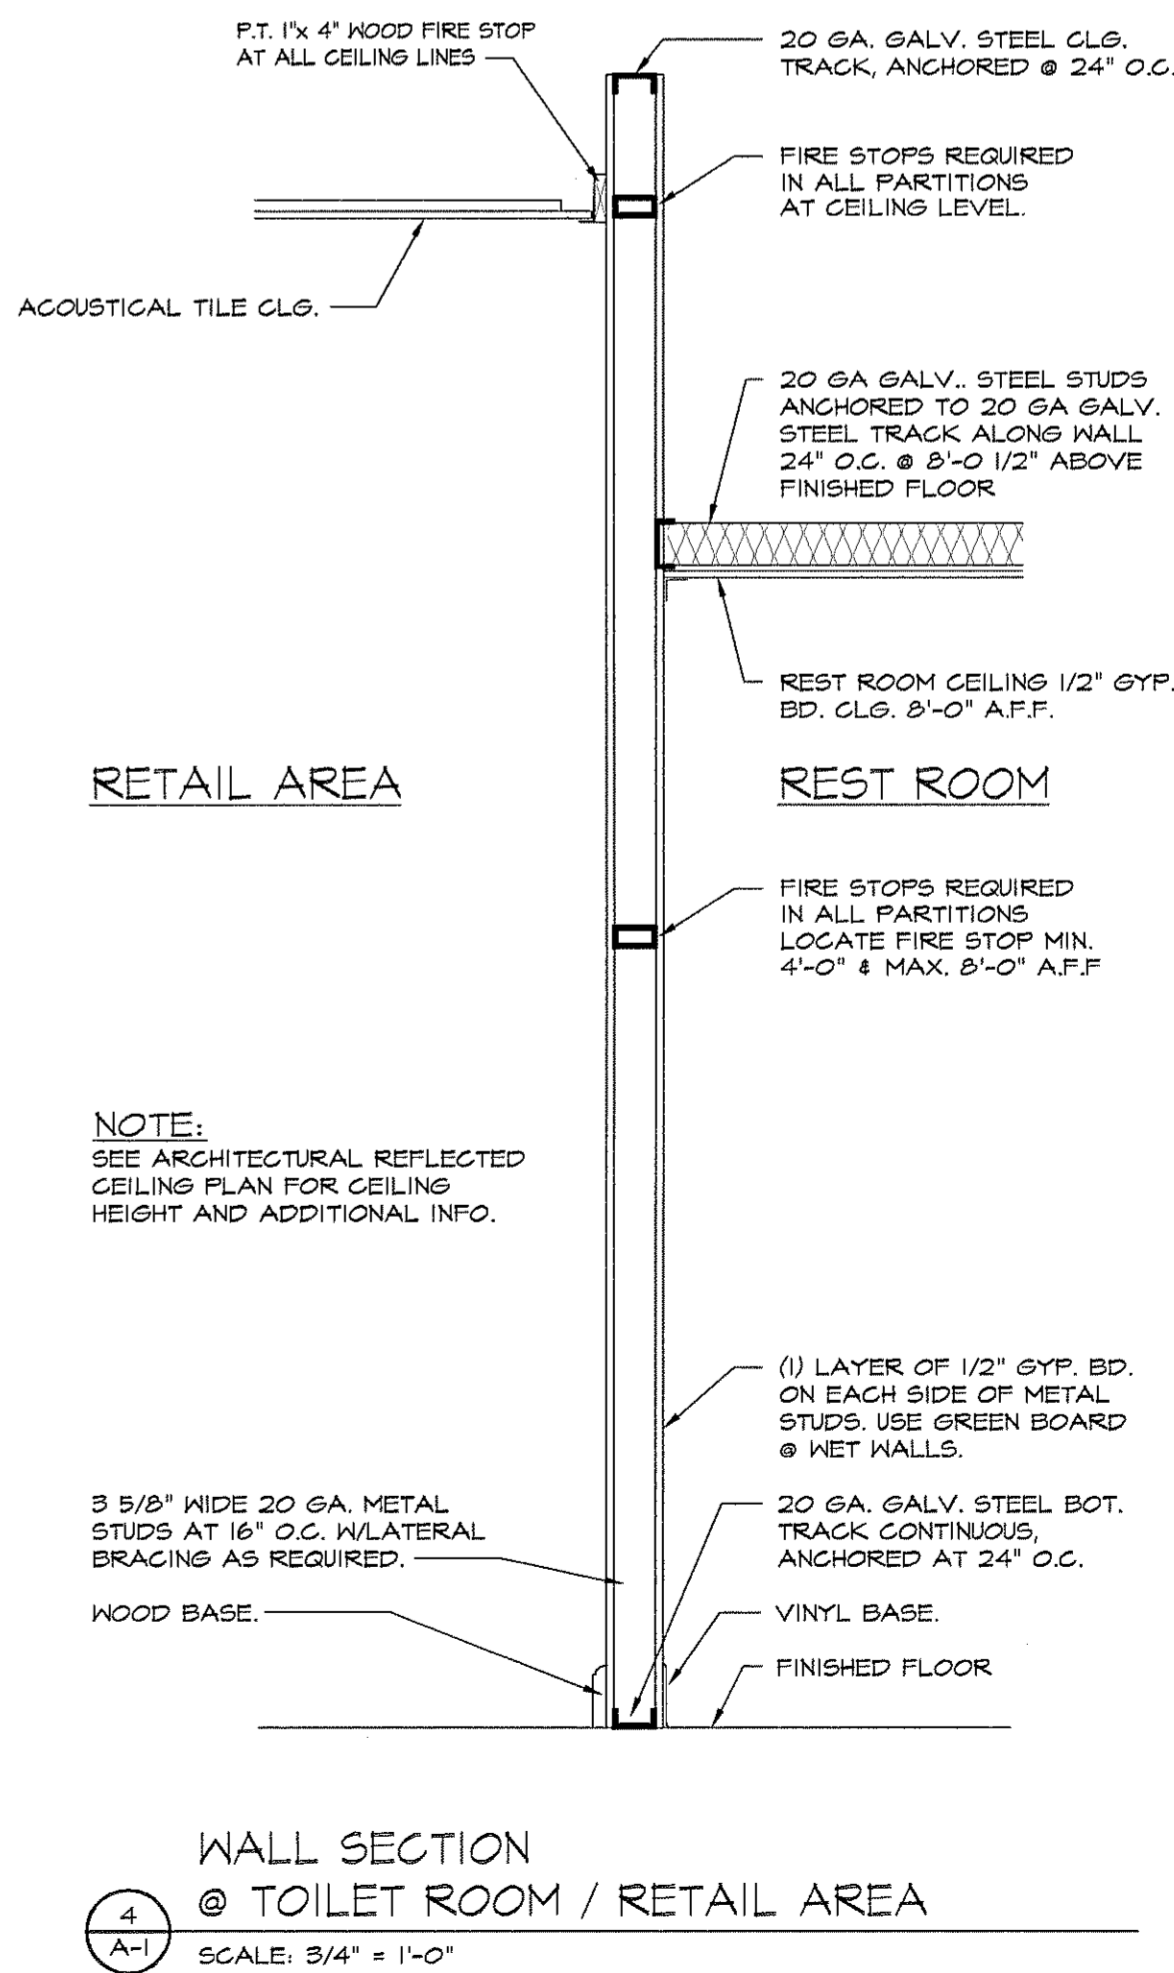 P.T. 1"x 4" WOOD FIRE STOP
AT ALL CEILING LINES
20 GA. GALV. STEEL CLG.
TRACK, ANCHORED @ 24" O.C.
FIRE STOPS REQUIRED
IN ALL PARTITIONS
AT CEILING LEVEL.
ACOUSTICAL TILE CLG.
20 GA GALV.. STEEL STUDS
ANCHORED TO 20 GA GALV.
STEEL TRACK ALONG WALL
24" O.C. @ 8'-0 1/2" ABOVE
FINISHED FLOOR
REST ROOM CEILING 1/2" GYP.
BD. CLG. 8'-0" A.F.F.
RETAIL AREA
REST ROOM
FIRE STOPS REQUIRED
IN ALL PARTITIONS
LOCATE FIRE STOP MIN.
4'-0" & MAX. 8'-0" A.F.F
NOTE:
SEE ARCHITECTURAL REFLECTED
CEILING PLAN FOR CEILING
HEIGHT AND ADDITIONAL INFO.
(1) LAYER OF 1/2" GYP. BD.
ON EACH SIDE OF METAL
STUDS. USE GREEN BOARD
@ WET WALLS.
3 5/8" WIDE 20 GA. METAL
STUDS AT 16" O.C. W/LATERAL
BRACING AS REQUIRED.
20 GA. GALV. STEEL BOT.
TRACK CONTINUOUS,
ANCHORED AT 24" O.C.
WOOD BASE.
VINYL BASE.
FINISHED FLOOR
WALL SECTION
@ TOILET ROOM / RETAIL AREA
4
A-1
SCALE: 3/4" = 1'-0"